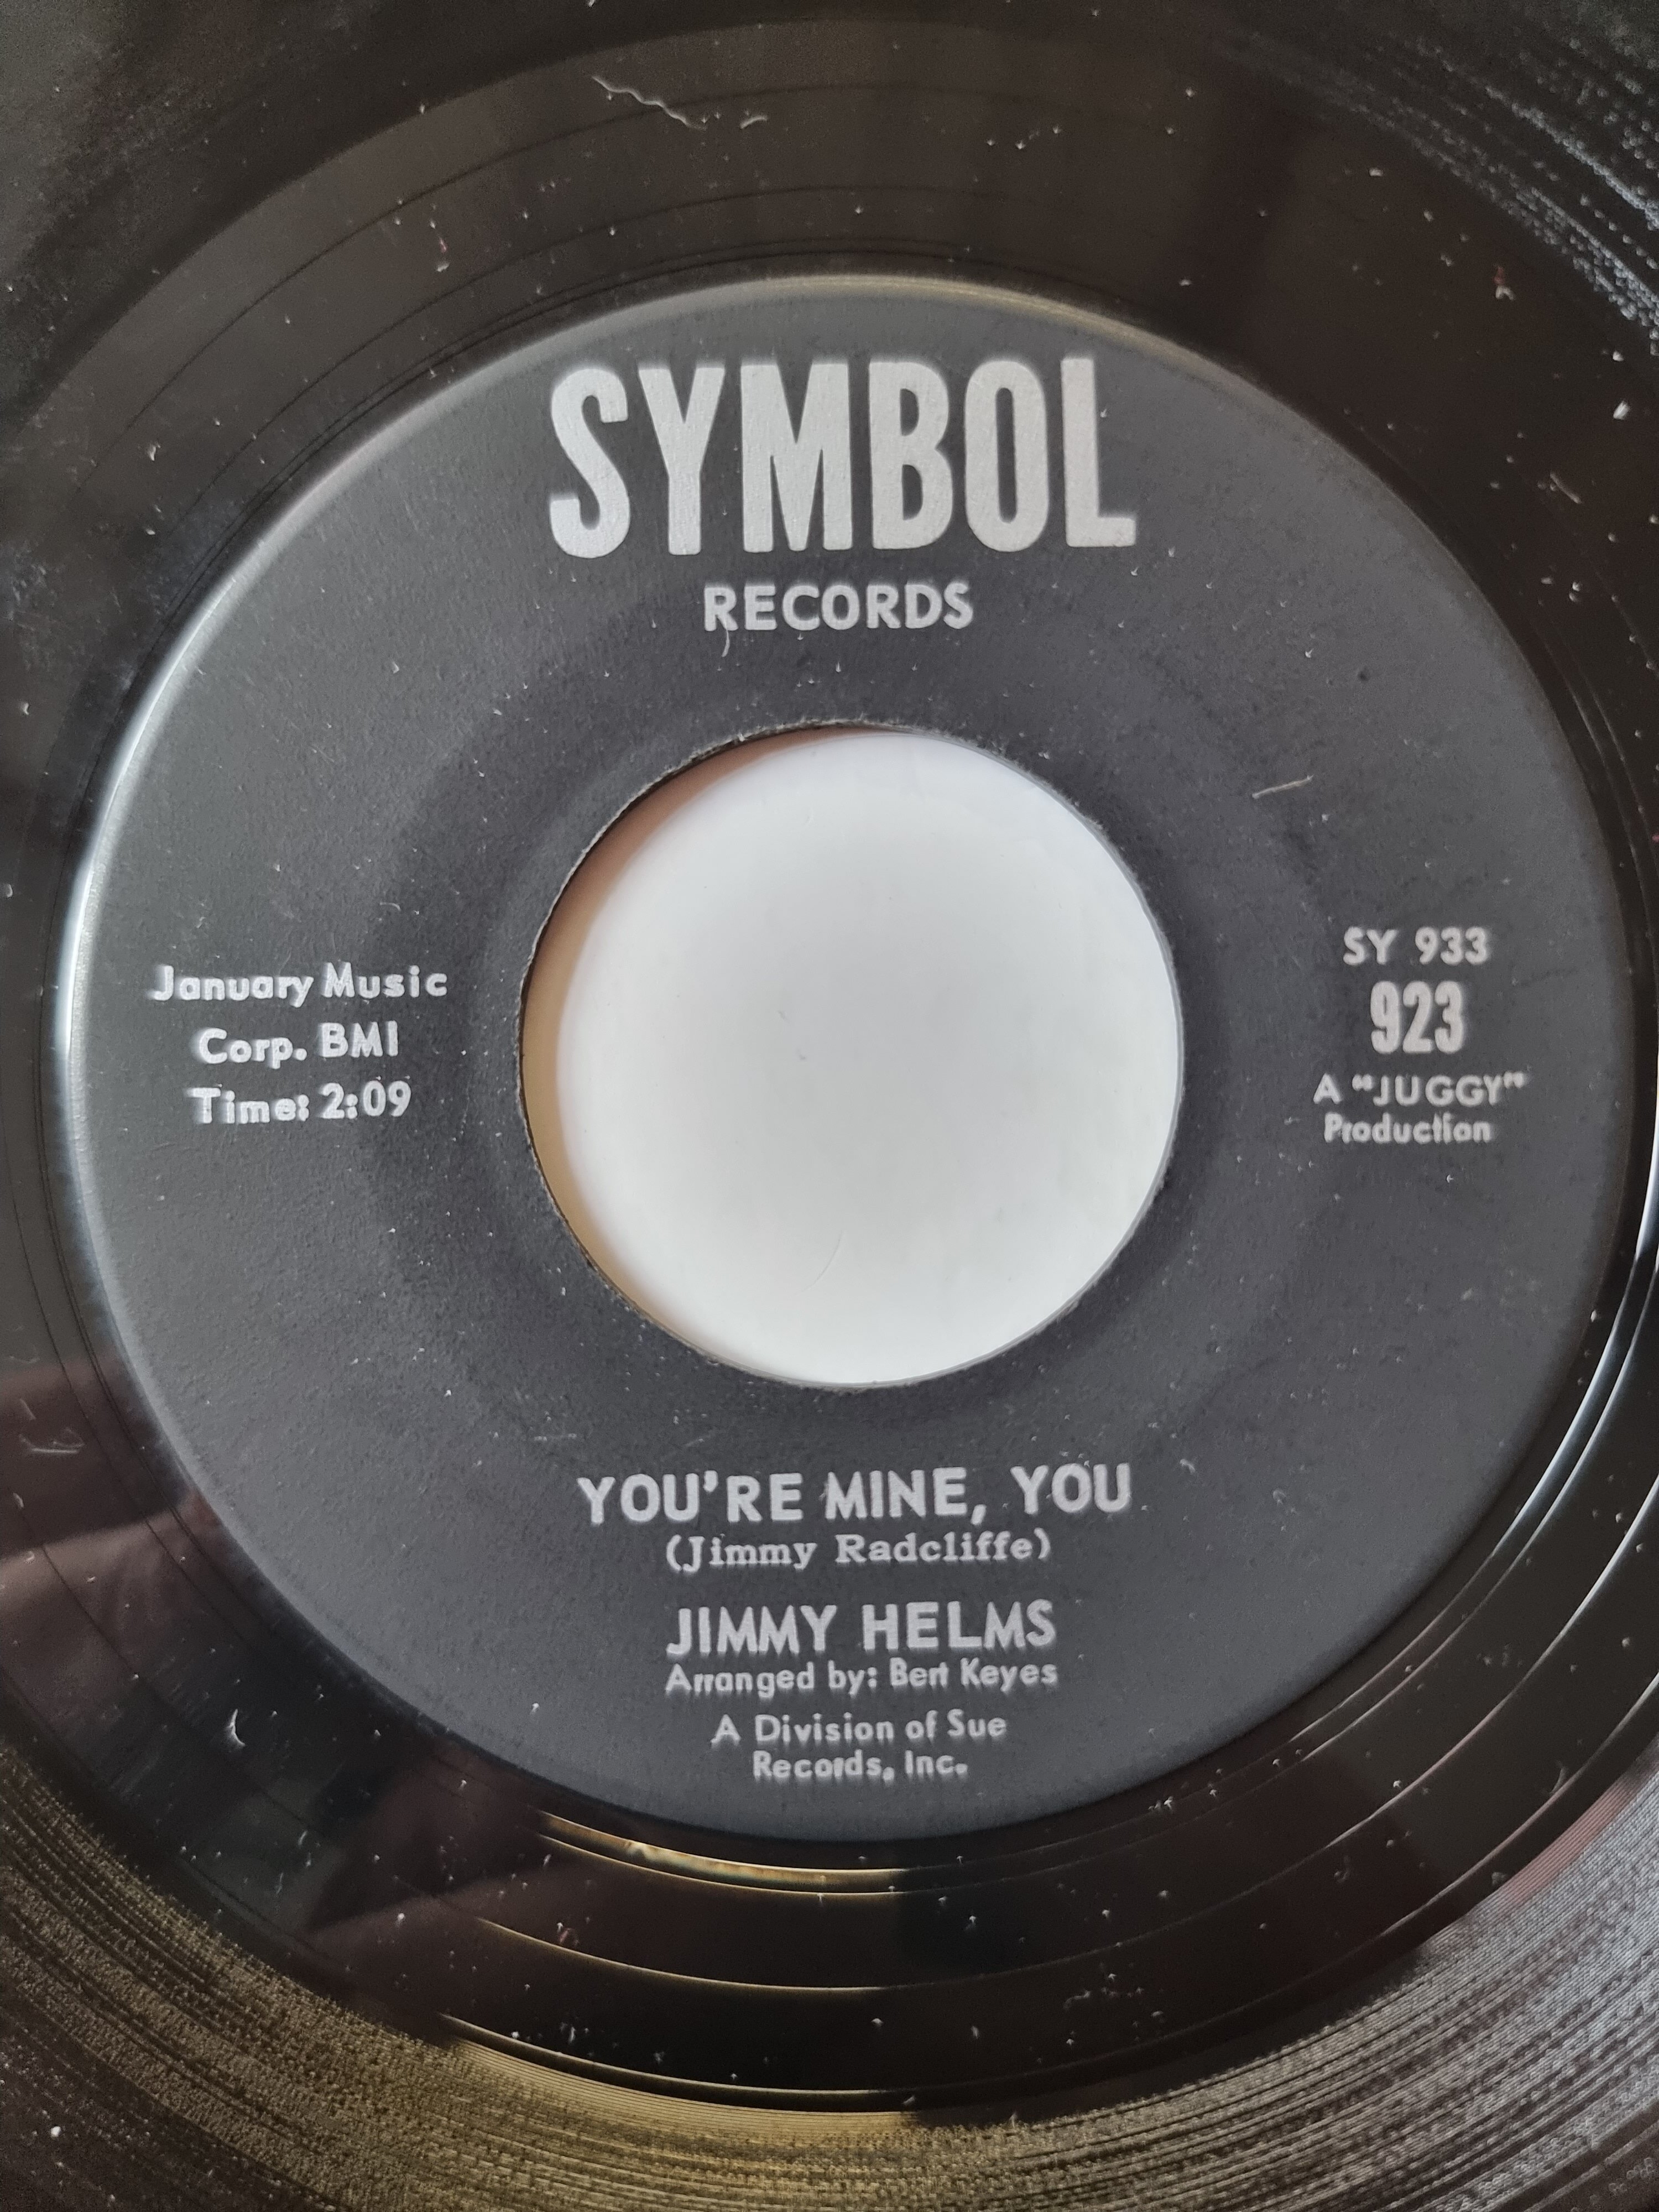 SYMBOL
RECORDS
January Music
Corp. BMI
Time: 2:09
SY 933
923
A "JUGGY"
Production
YOU'RE MINE, YOU
(Jimmy Radcliffe)
JIMMY HELMS
Arranged by: Bert Keyes
A Division of Sue
Records, Inc.